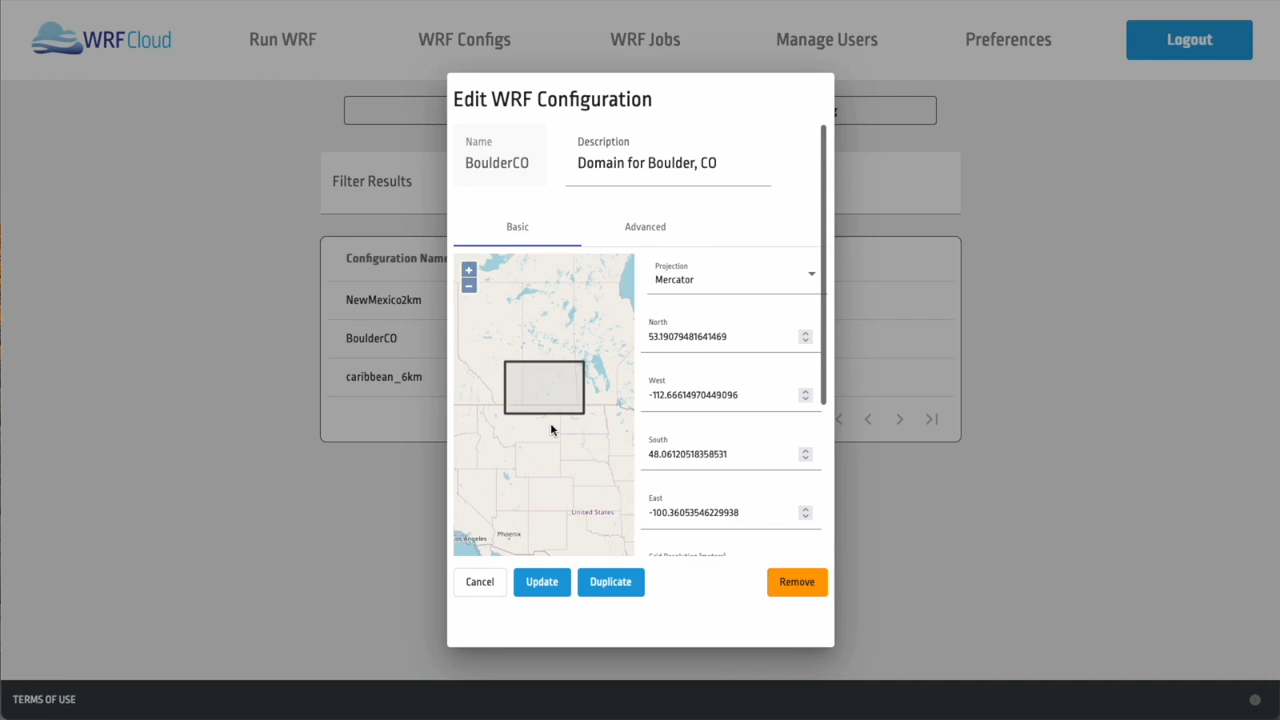 WRFCloud
Run WRF
WRF Configs
WRF Jobs
Manage Users
Preferences
Logout
Edit WRF Configuration
Name
BoulderCO
Description
Domain for Boulder, CO
Filter Results
Basic
Advanced
Configuration Name
NewMexico2km
BoulderCO
caribbean_6km
+
−
Projection
Mercator
North
53.19079481641469
West
-112.66614970449096
South
48.06120518358531
East
-100.36053546229938
United States
Phoenix
os Angeles
Cancel
Update
Duplicate
Remove
TERMS OF USE